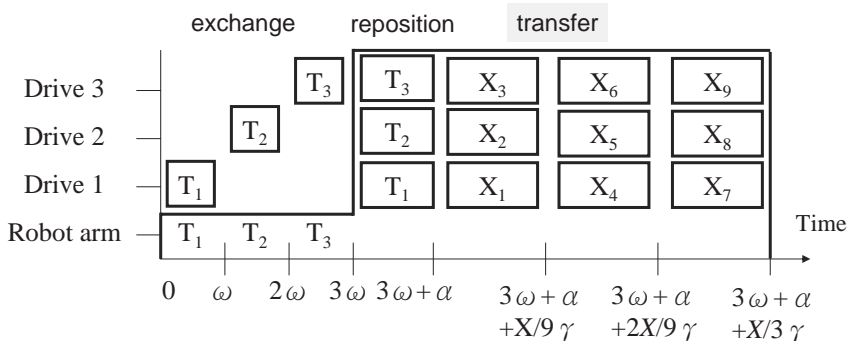 exchange reposition transfer
Drive 3 T₃ T₃ X₃ X₆ X₉
Drive 2 T₂ T₂ X₂ X₅ X₈
Drive 1 T₁ T₁ X₁ X₄ X₇
Robot arm T₁ T₂ T₃ Time
0 ω 2ω 3ω 3ω+α 3ω+α 3ω+α 3ω+α
+X/9 γ +2X/9 γ +X/3 γ